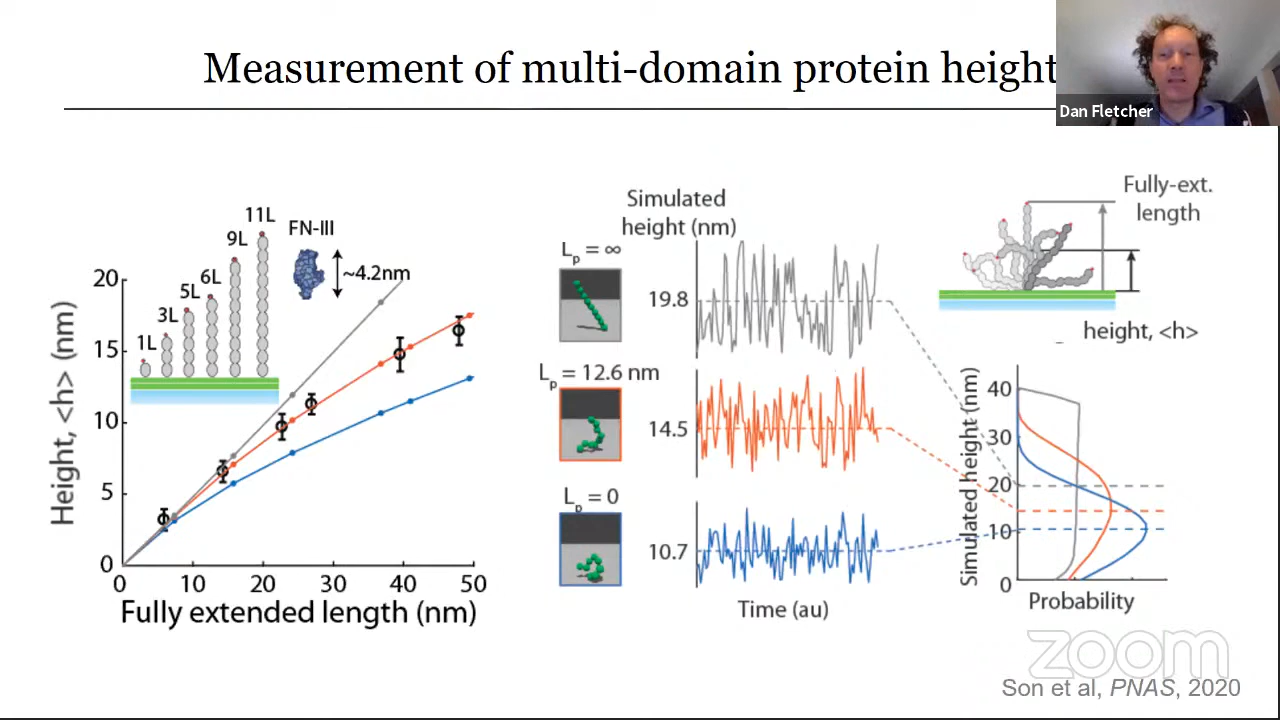 Measurement of multi-domain protein height
Dan Fletcher
Height, <h> (nm)
20
15
10
5
0
0 10 20 30 40 50
Fully extended length (nm)
1L
3L
5L
6L
9L
11L
FN-III
~4.2nm
Simulated
height (nm)
Lp = ∞
19.8
Lp = 12.6 nm
14.5
Lp = 0
10.7
Time (au)
Fully-ext.
length
height, <h>
Simulated height (nm)
40
30
20
10
0
Probability
zoom
Son et al, PNAS, 2020